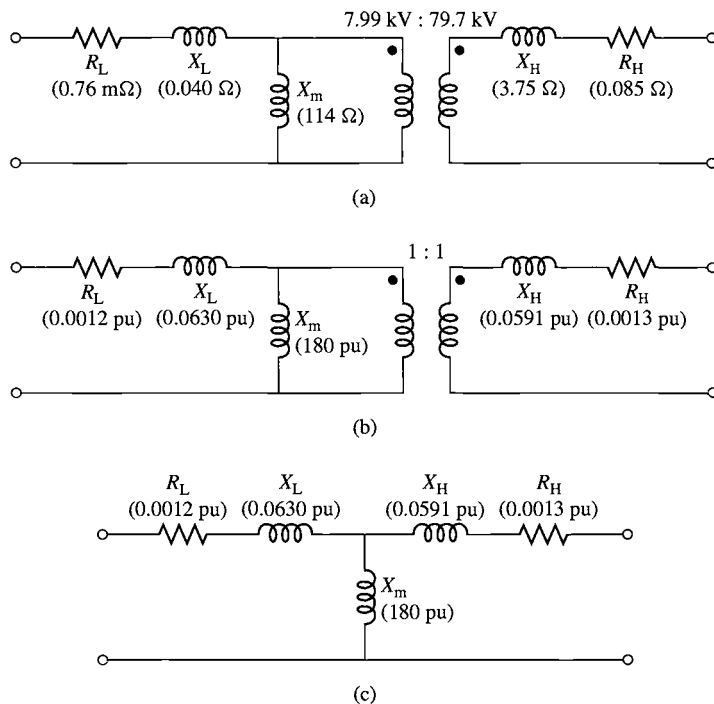 7.99 kV : 79.7 kV
R_L X_L X_H R_H
(0.76 mΩ) (0.040 Ω) X_m (3.75 Ω) (0.085 Ω)
(114 Ω)
(a)
1 : 1
R_L X_L X_H R_H
(0.0012 pu) (0.0630 pu) X_m (0.0591 pu) (0.0013 pu)
(180 pu)
(b)
R_L X_L X_H R_H
(0.0012 pu) (0.0630 pu) (0.0591 pu) (0.0013 pu)
X_m
(180 pu)
(c)